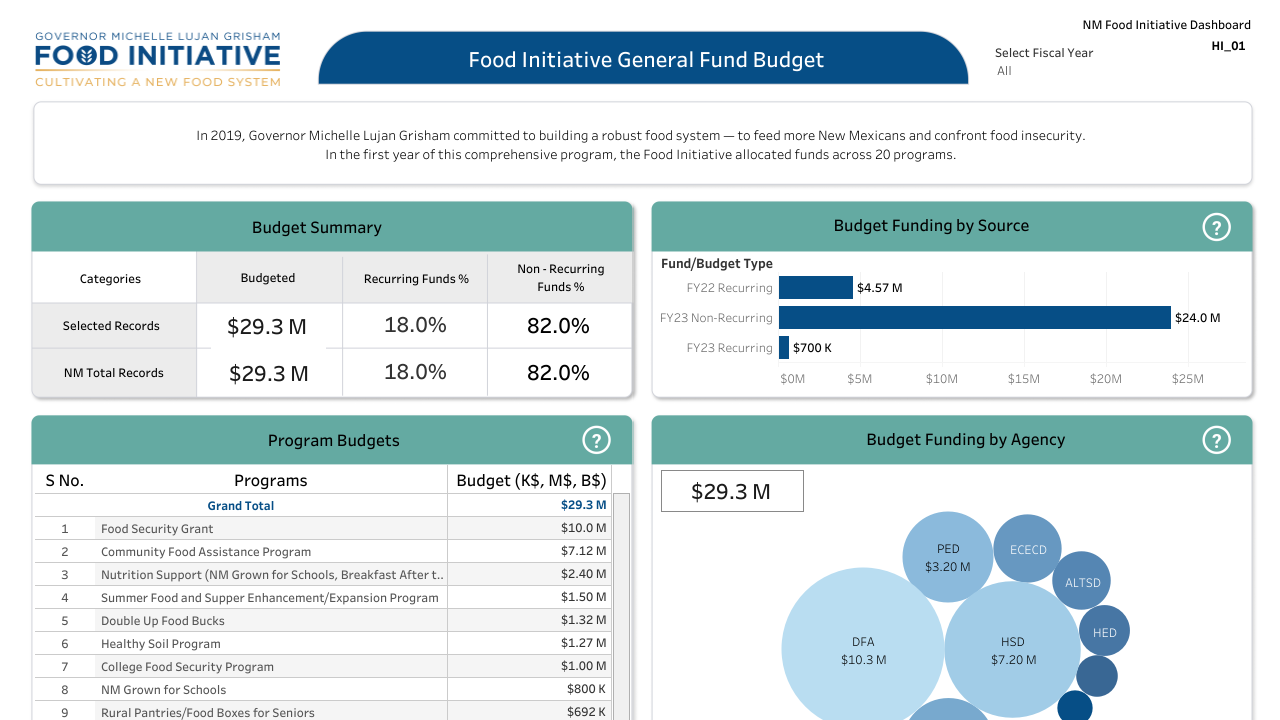 NM Food Initiative Dashboard
HI_01
GOVERNOR MICHELLE LUJAN GRISHAM
FOOD INITIATIVE
CULTIVATING A NEW FOOD SYSTEM
Food Initiative General Fund Budget
Select Fiscal Year
All
In 2019, Governor Michelle Lujan Grisham committed to building a robust food system — to feed more New Mexicans and confront food insecurity.
In the first year of this comprehensive program, the Food Initiative allocated funds across 20 programs.
Budget Summary
Categories Budgeted Recurring Funds % Non - Recurring
Funds %
Selected Records $29.3 M 18.0% 82.0%
NM Total Records $29.3 M 18.0% 82.0%
Budget Funding by Source
?
Fund/Budget Type
FY22 Recurring $4.57 M
FY23 Non-Recurring $24.0 M
FY23 Recurring $700 K
$0M $5M $10M $15M $20M $25M
Program Budgets
?
S No. Programs Budget (K$, M$, B$)
Grand Total $29.3 M
1 Food Security Grant $10.0 M
2 Community Food Assistance Program $7.12 M
3 Nutrition Support (NM Grown for Schools, Breakfast After t.. $2.40 M
4 Summer Food and Supper Enhancement/Expansion Program $1.50 M
5 Double Up Food Bucks $1.32 M
6 Healthy Soil Program $1.27 M
7 College Food Security Program $1.00 M
8 NM Grown for Schools $800 K
9 Rural Pantries/Food Boxes for Seniors $692 K
Budget Funding by Agency
?
$29.3 M
PED
$3.20 M
ECECD
ALTSD
HED
DFA
$10.3 M
HSD
$7.20 M